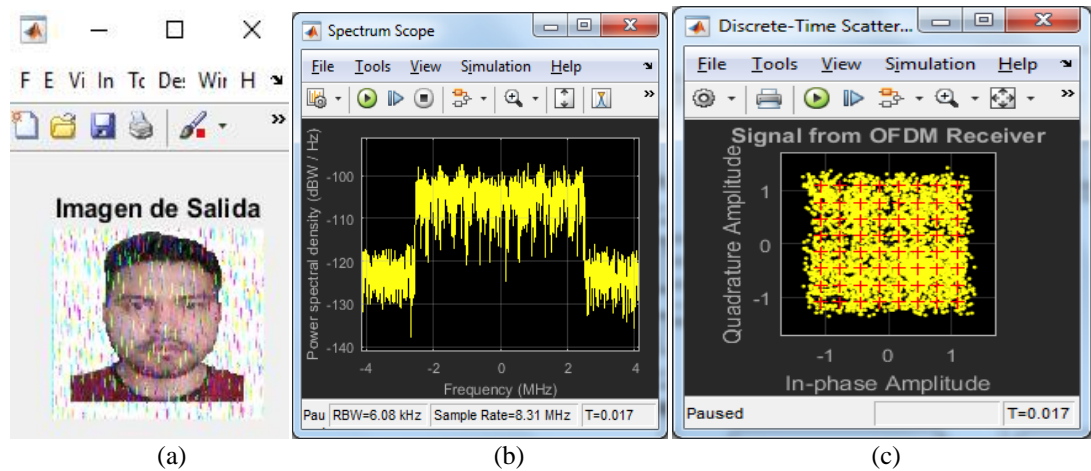 F E Vi In Tc De: Wir H
Imagen de Salida
(a)
Spectrum Scope
File Tools View Simulation Help
Power spectral density (dBW / Hz)
-100
-110
-120
-130
-140
-4 -2 0 2 4
Frequency (MHz)
Pau RBW=6.08 kHz Sample Rate=8.31 MHz T=0.017
(b)
Discrete-Time Scatter...
File Tools View Simulation Help
Signal from OFDM Receiver
Quadrature Amplitude
1
0
-1
-1 0 1
In-phase Amplitude
Paused T=0.017
(c)